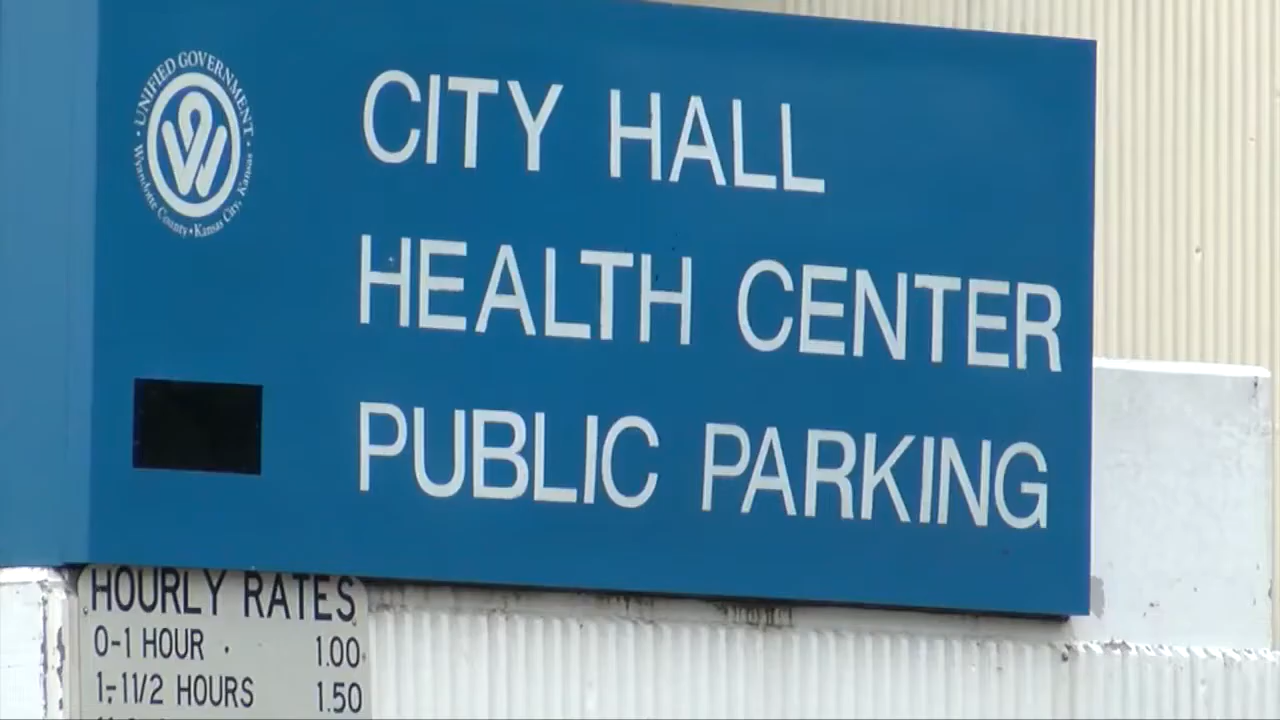 UNIFIED GOVERNMENT
Wyandotte County • Kansas City, Kansas
CITY HALL
HEALTH CENTER
PUBLIC PARKING
HOURLY RATES
0-1 HOUR 1.00
1-11/2 HOURS 1.50